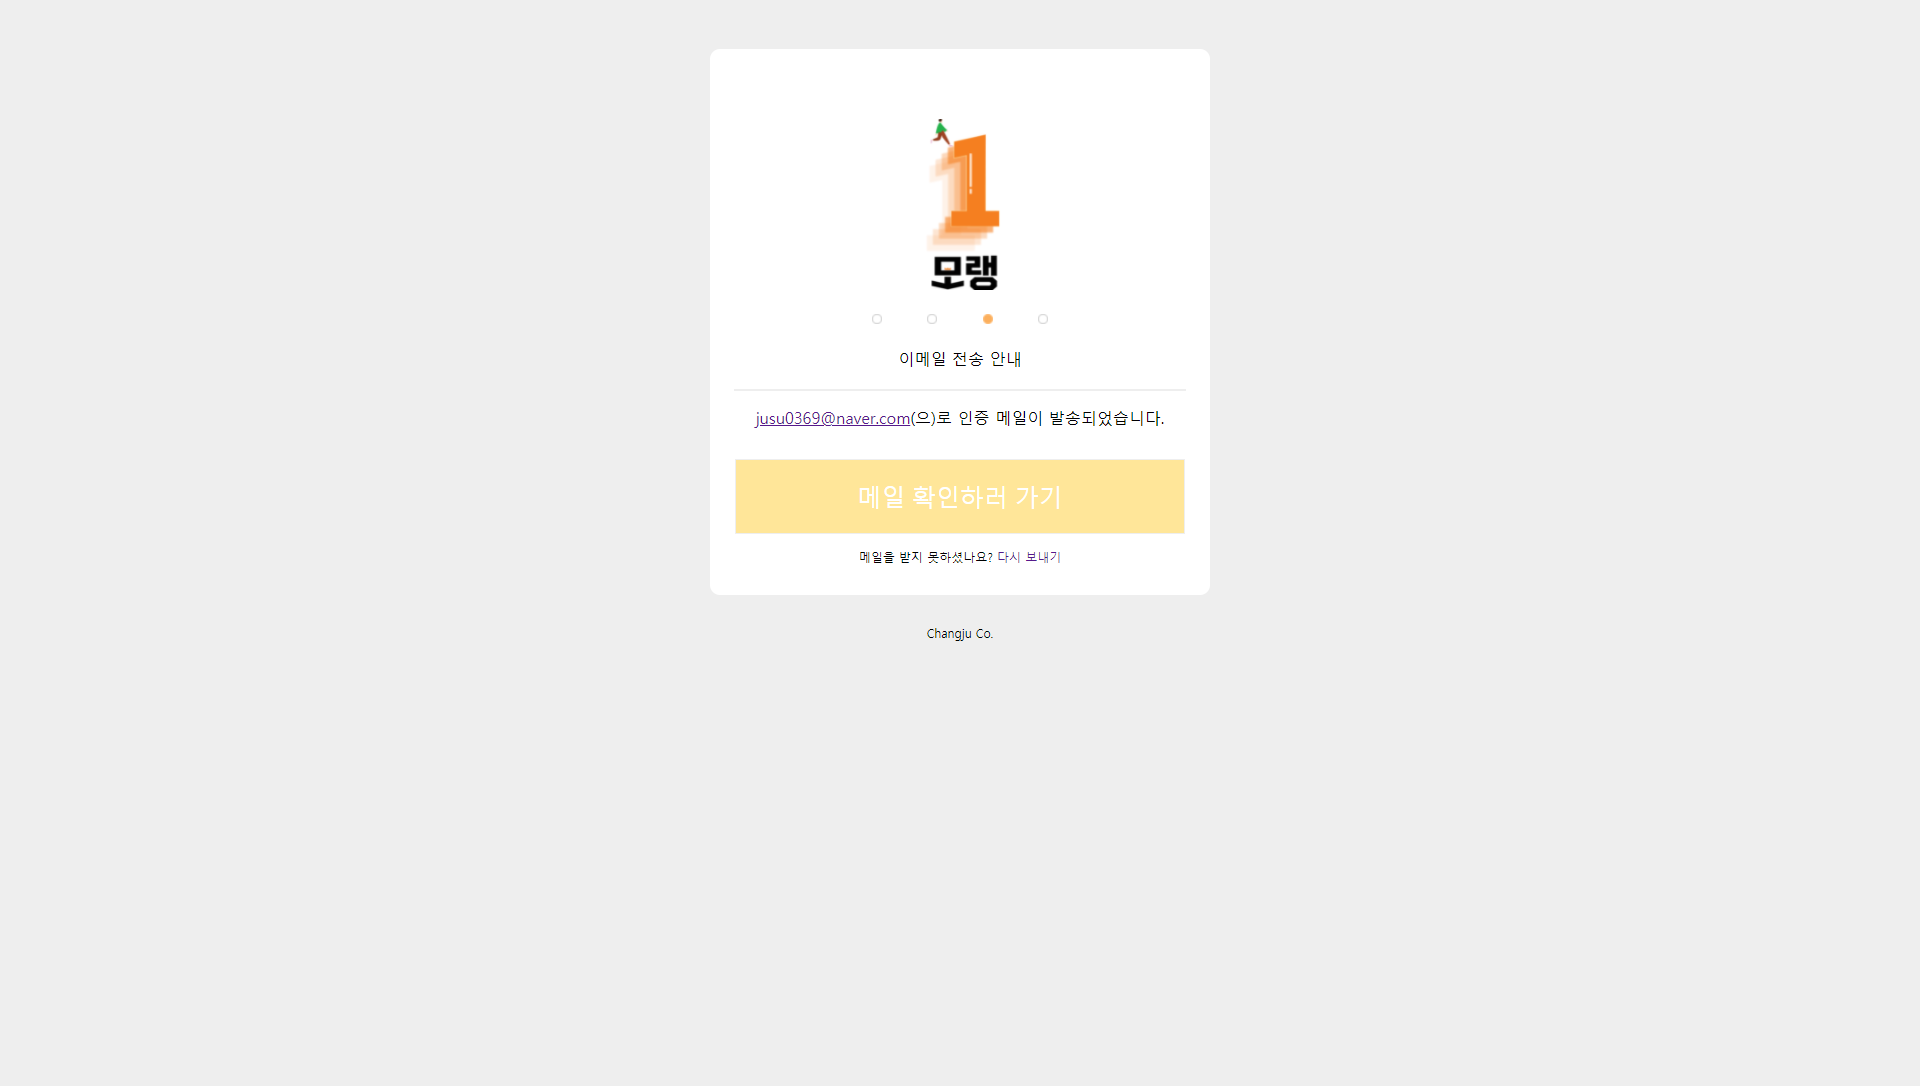 1
모랭
이메일 전송 안내
jusu0369@naver.com(으)로 인증 메일이 발송되었습니다.
메일 확인하러 가기
메일을 받지 못하셨나요? 다시 보내기
Changju Co.